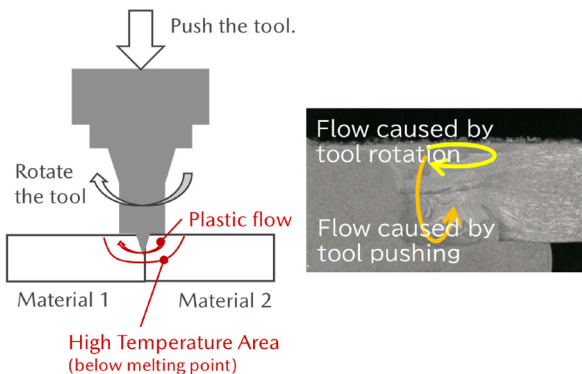 Push the tool.
Rotate
the tool
Plastic flow
Material 1
Material 2
High Temperature Area
(below melting point)
Flow caused by
tool rotation
Flow caused by
tool pushing